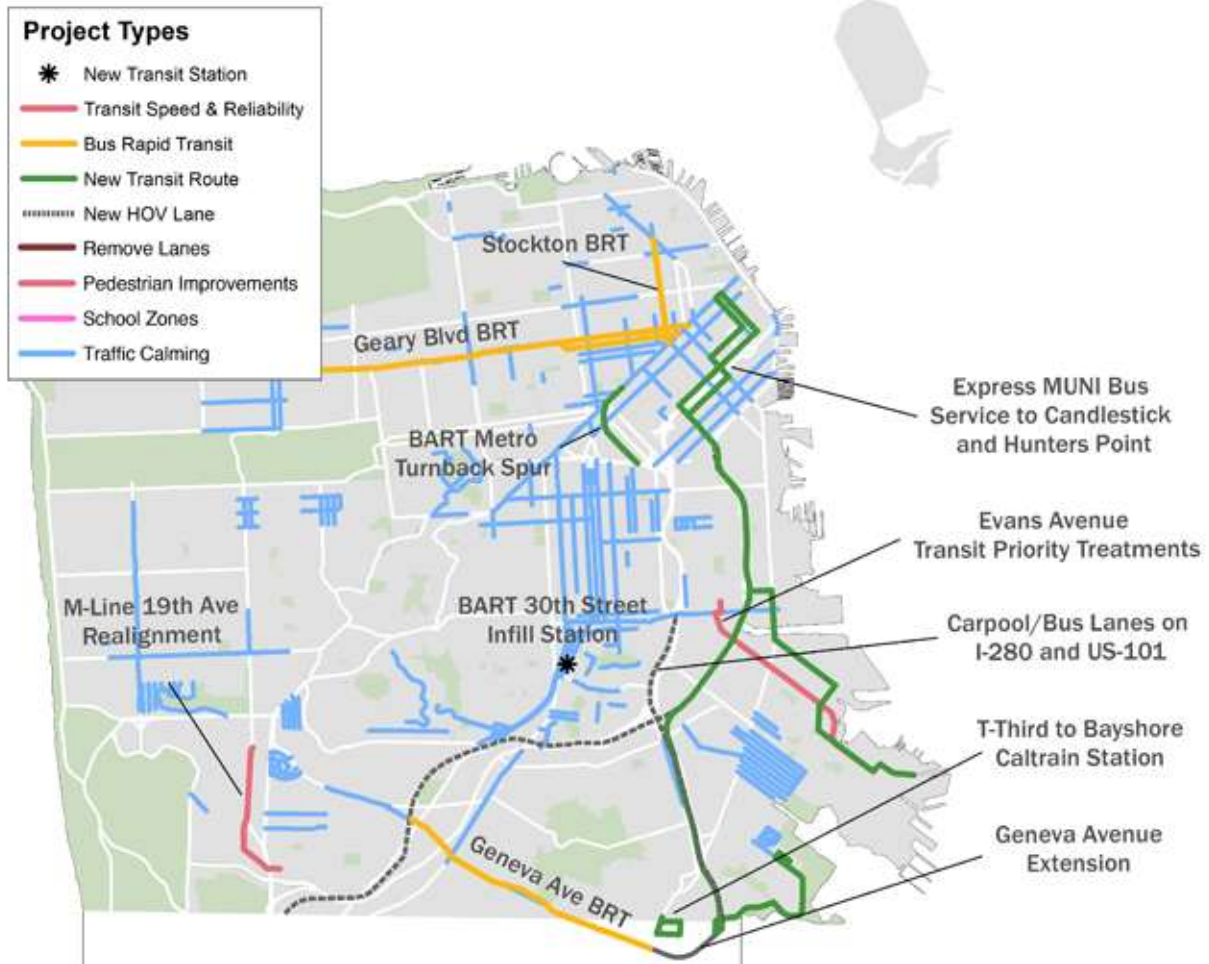 Project Types
New Transit Station
Transit Speed & Reliability
Bus Rapid Transit
New Transit Route
New HOV Lane
Remove Lanes
Pedestrian Improvements
School Zones
Traffic Calming
Stockton BRT
Geary Blvd BRT
Express MUNI Bus
Service to Candlestick
and Hunters Point
BART Metro
Turnback Spur
Evans Avenue
Transit Priority Treatments
M-Line 19th Ave
Realignment
BART 30th Street
Infill Station
Carpool/Bus Lanes on
I-280 and US-101
T-Third to Bayshore
Caltrain Station
Geneva Avenue
Extension
Geneva Ave BRT